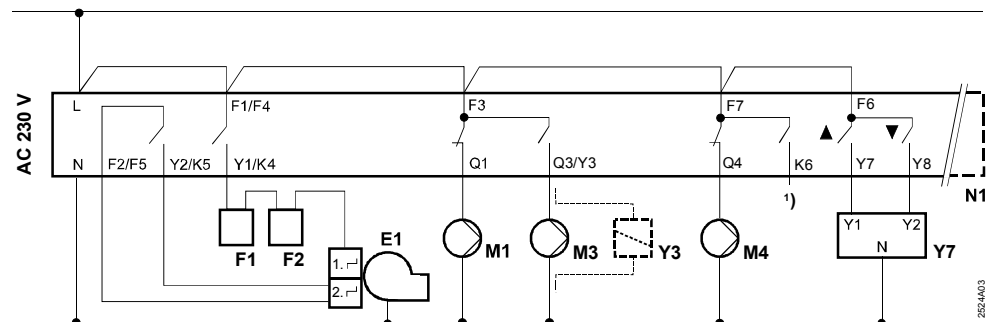 AC 230 V
L F1/F4 F3 F7 F6
▲ ▼
N F2/F5 Y2/K5 Y1/K4 Q1 Q3/Y3 Q4 K6 Y7 Y8
N1
1)
F1 F2 E1 M1 M3 Y3 M4 Y1 Y2 Y7
N
1.
2.
2524A03